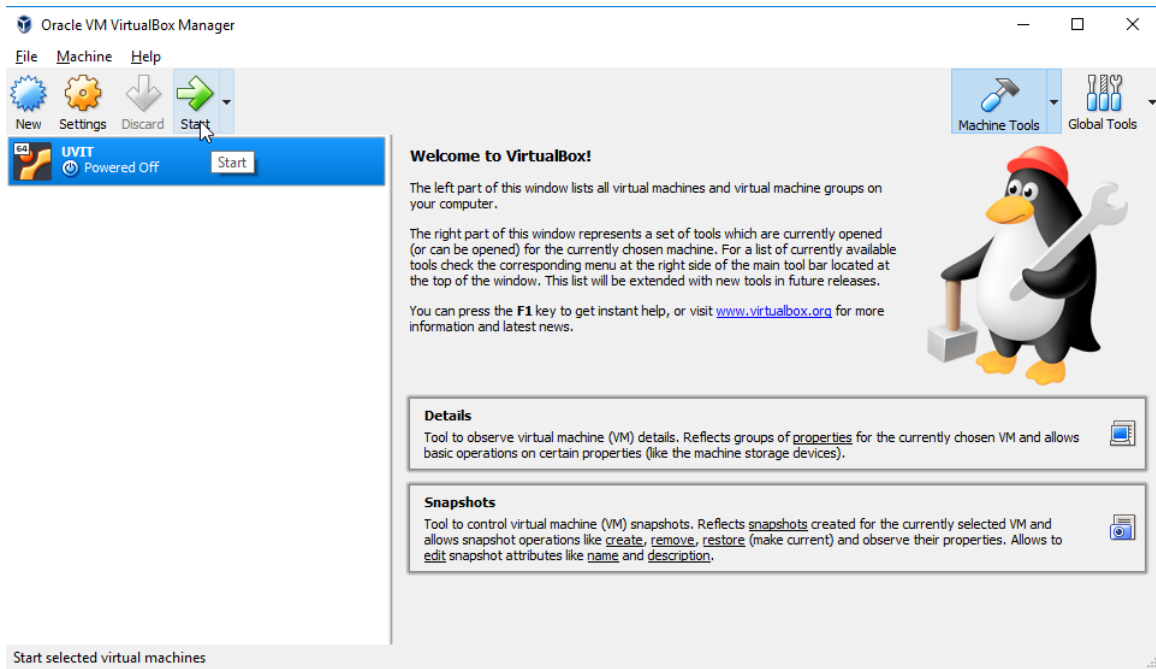 Oracle VM VirtualBox Manager
File Machine Help
New Settings Discard Start Machine Tools Global Tools
64
UVIT
Powered Off
Start
Welcome to VirtualBox!
The left part of this window lists all virtual machines and virtual machine groups on
your computer.
The right part of this window represents a set of tools which are currently opened
(or can be opened) for the currently chosen machine. For a list of currently available
tools check the corresponding menu at the right side of the main tool bar located at
the top of the window. This list will be extended with new tools in future releases.
You can press the F1 key to get instant help, or visit www.virtualbox.org for more
information and latest news.
Details
Tool to observe virtual machine (VM) details. Reflects groups of properties for the currently chosen VM and allows
basic operations on certain properties (like the machine storage devices).
Snapshots
Tool to control virtual machine (VM) snapshots. Reflects snapshots created for the currently selected VM and
allows snapshot operations like create, remove, restore (make current) and observe their properties. Allows to
edit snapshot attributes like name and description.
Start selected virtual machines